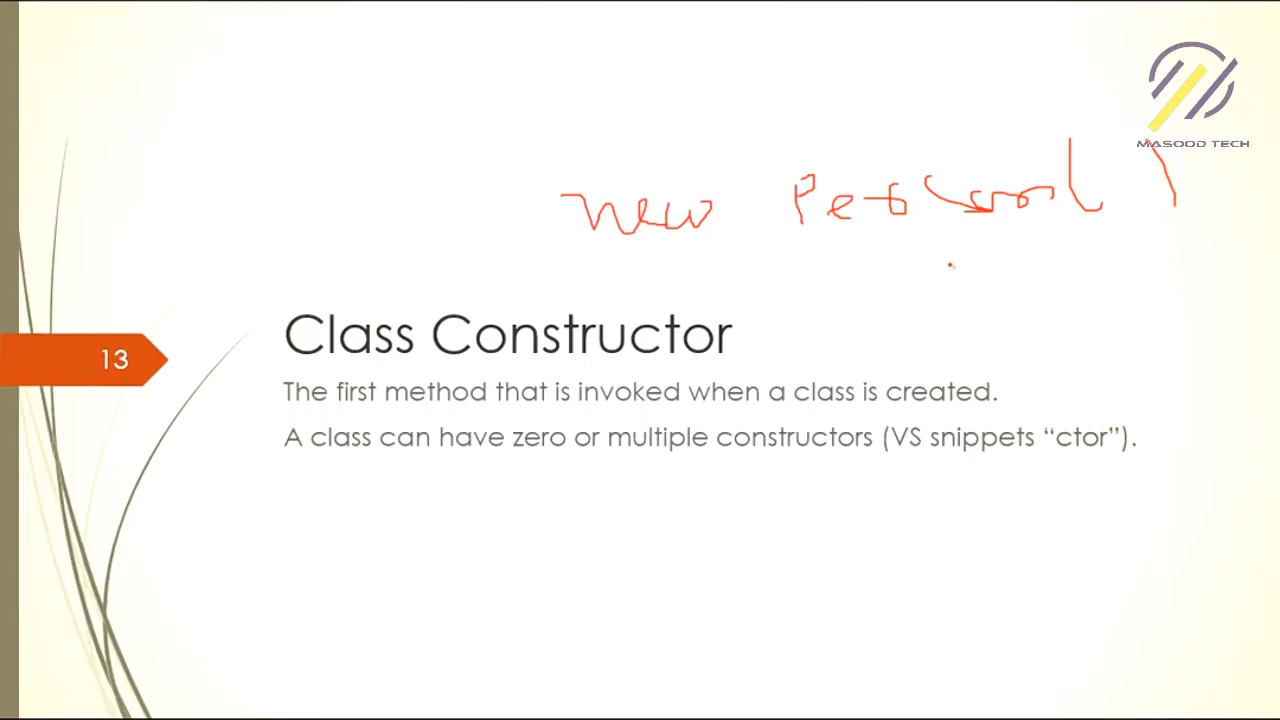 MASOOD TECH
new Person( )
Class Constructor
13
The first method that is invoked when a class is created.
A class can have zero or multiple constructors (VS snippets “ctor”).